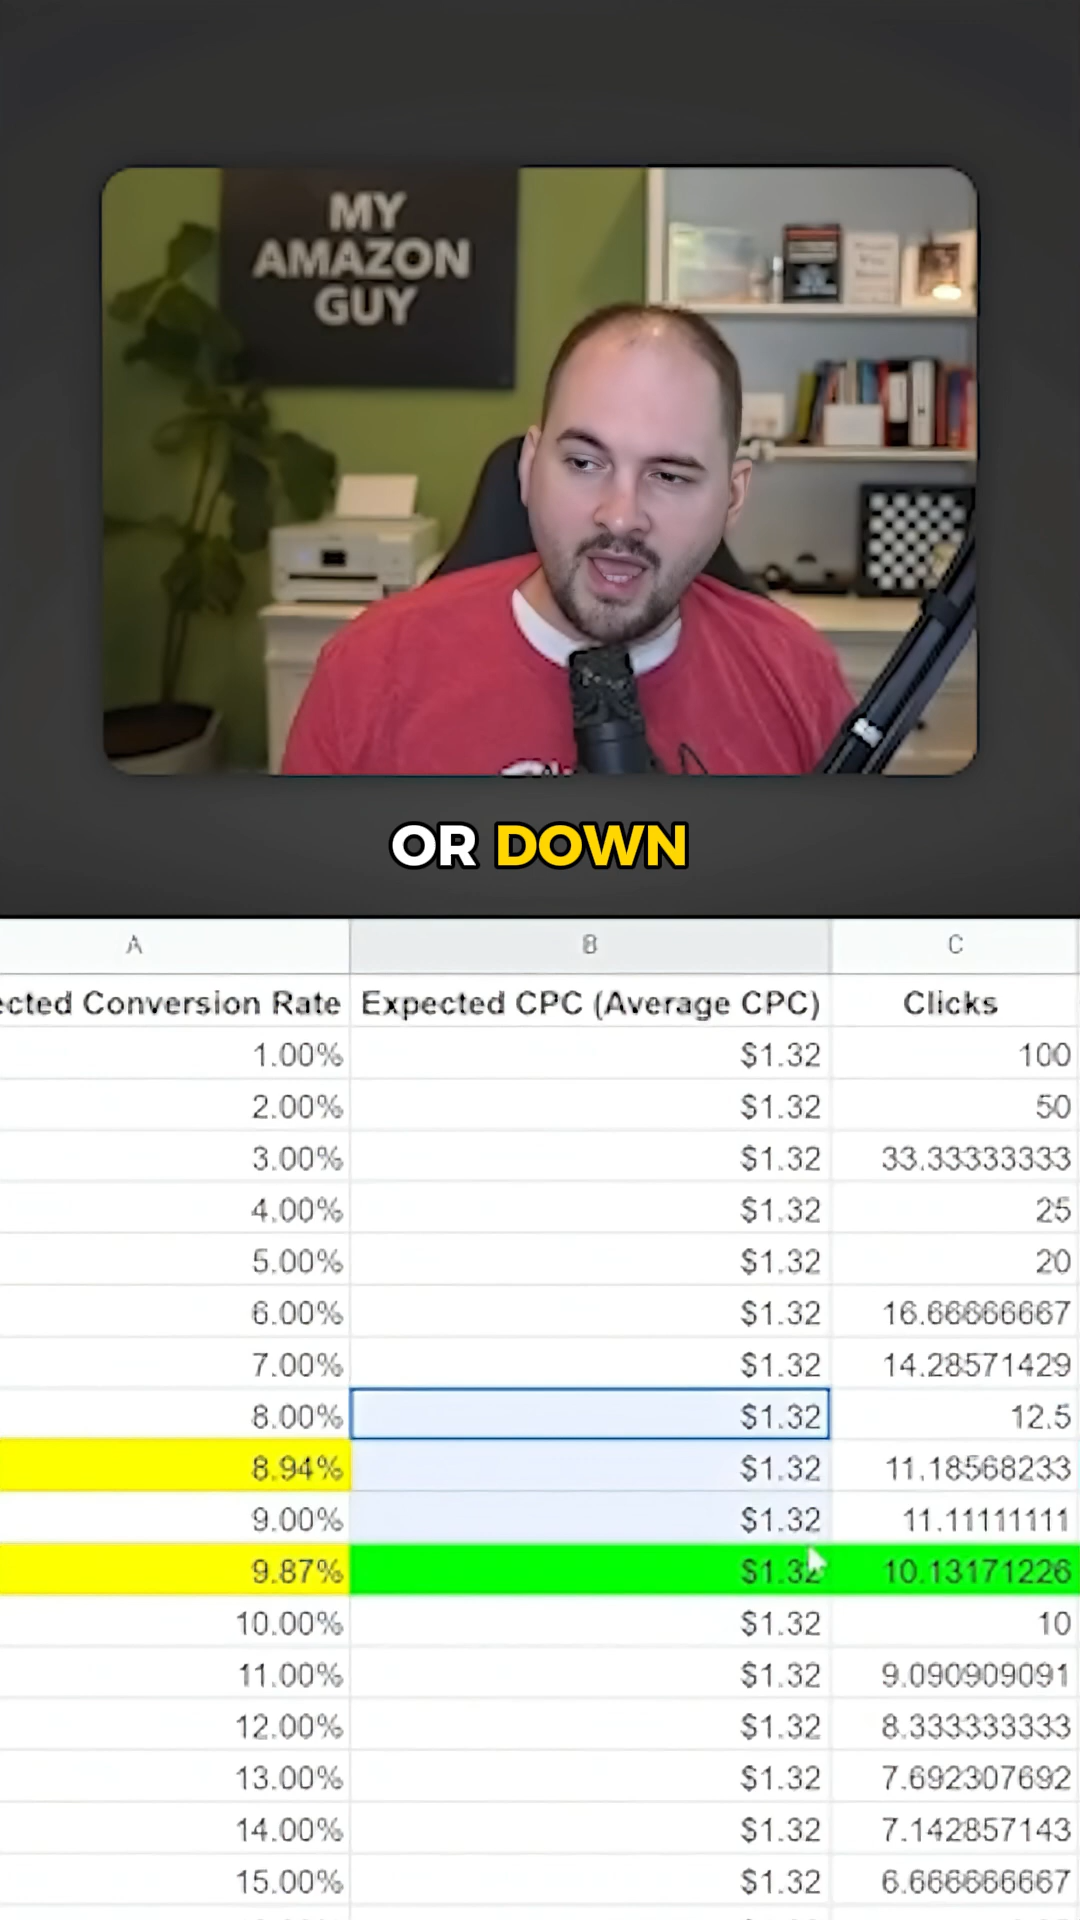 MY
AMAZON
GUY
OR DOWN
A B C
ected Conversion Rate Expected CPC (Average CPC) Clicks
1.00% $1.32 100
2.00% $1.32 50
3.00% $1.32 33.33333333
4.00% $1.32 25
5.00% $1.32 20
6.00% $1.32 16.66666667
7.00% $1.32 14.28571429
8.00% $1.32 12.5
8.94% $1.32 11.18568233
9.00% $1.32 11.11111111
9.87% $1.32 10.13171226
10.00% $1.32 10
11.00% $1.32 9.090909091
12.00% $1.32 8.333333333
13.00% $1.32 7.692307692
14.00% $1.32 7.142857143
15.00% $1.32 6.666666667